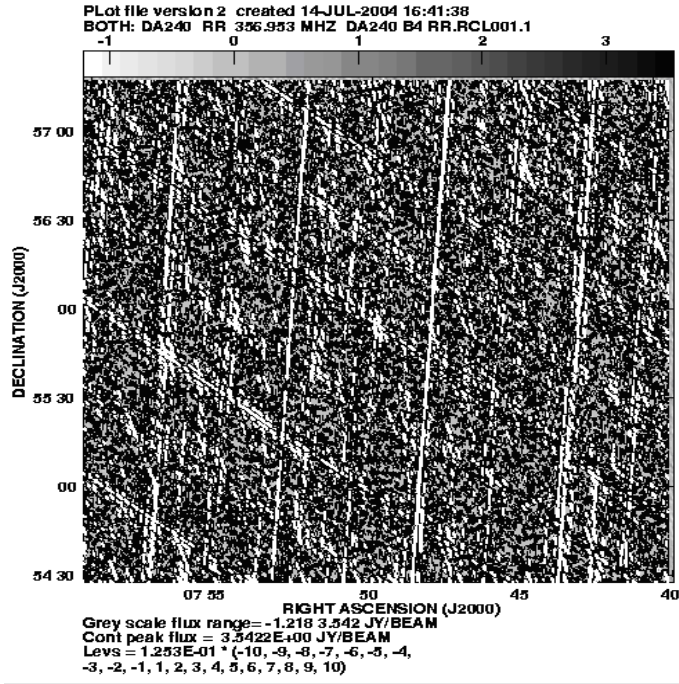 PLot file version 2 created 14-JUL-2004 16:41:38
BOTH: DA240 RR 356.953 MHZ DA240 B4 RR.RCL001.1
-1 0 1 2 3
57 00
56 30
00
55 30
00
54 30
DECLINATION (J2000)
07 55 50 45 40
RIGHT ASCENSION (J2000)
Grey scale flux range= -1.218 3.542 JY/BEAM
Cont peak flux = 3.5422E+00 JY/BEAM
Levs = 1.253E-01 * (-10, -9, -8, -7, -6, -5, -4,
-3, -2, -1, 1, 2, 3, 4, 5, 6, 7, 8, 9, 10)